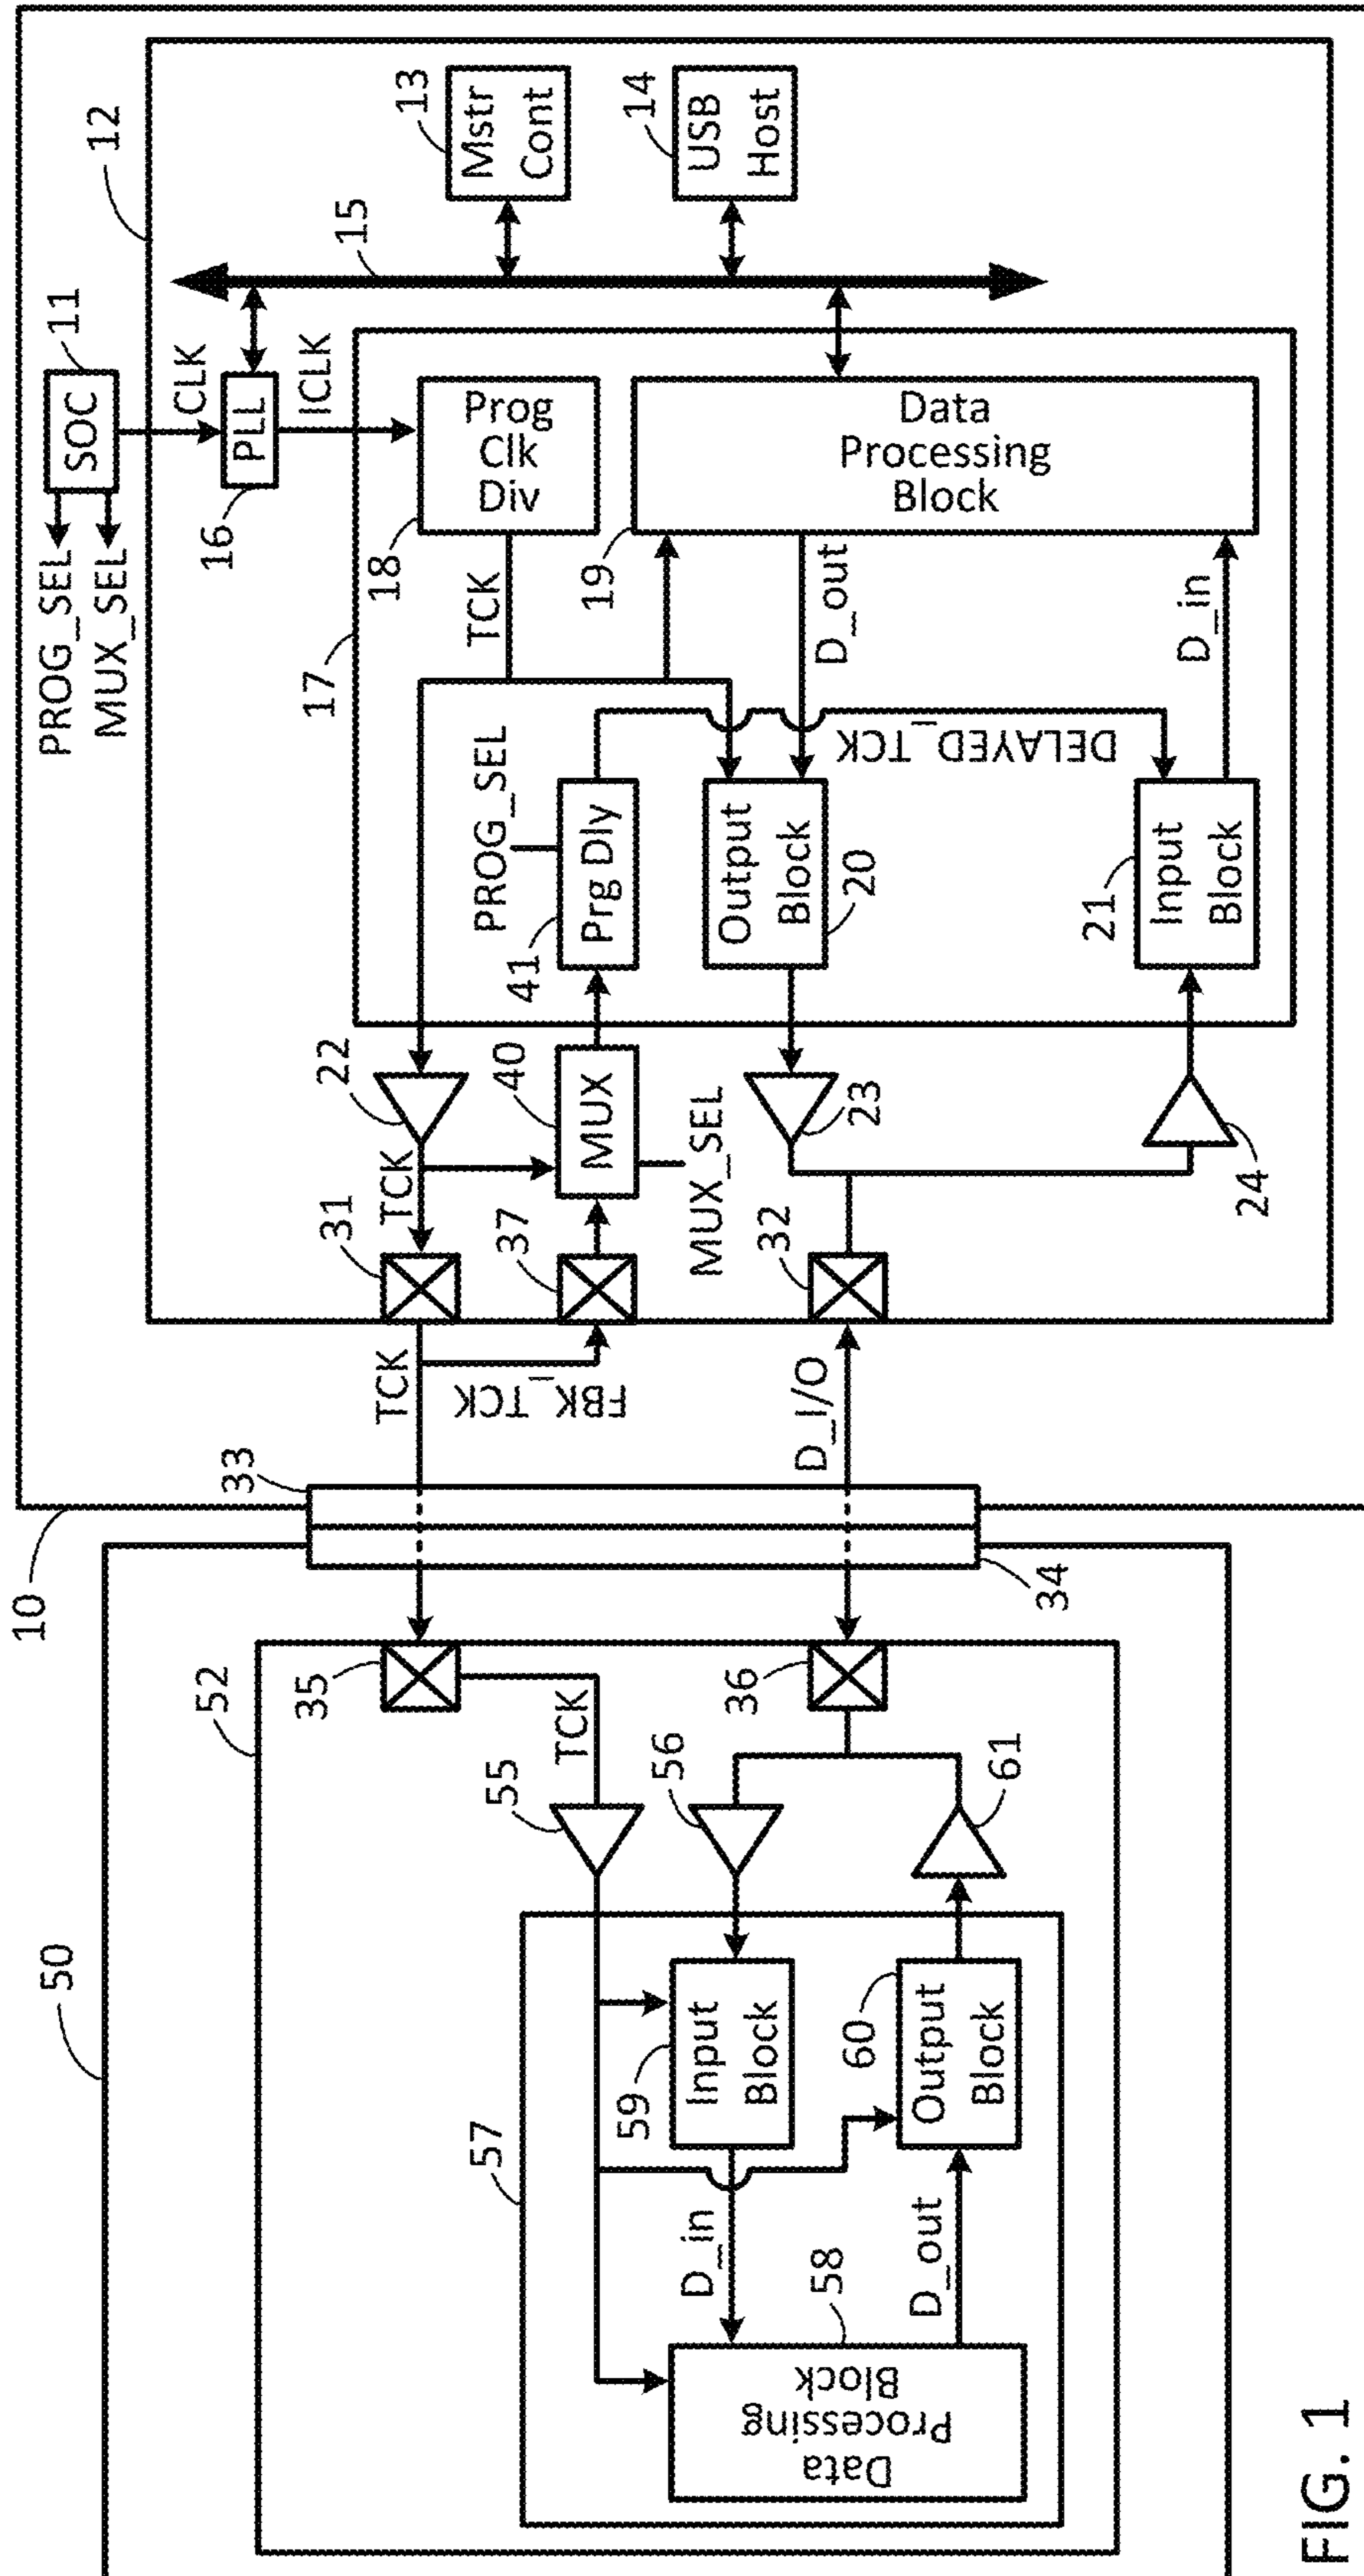 10
12
PROG_SEL
MUX_SEL
SOC
11
CLK
PLL
16
ICLK
15
Mstr
Cont
13
USB
Host
14
17
Prog
Clk
Div
18
TCK
Data
Processing
Block
19
D_out
D_in
PROG_SEL
Prg Dly
41
DELAYED_TCK
Output
Block
20
Input
Block
21
22
TCK
MUX
40
MUX_SEL
23
24
31
37
32
TCK
FBK_TCK
D_I/O
33
34
50
52
35
TCK
36
55
56
61
57
Input
Block
59
Output
Block
60
D_in
D_out
Data
Processing
Block
58
FIG. 1